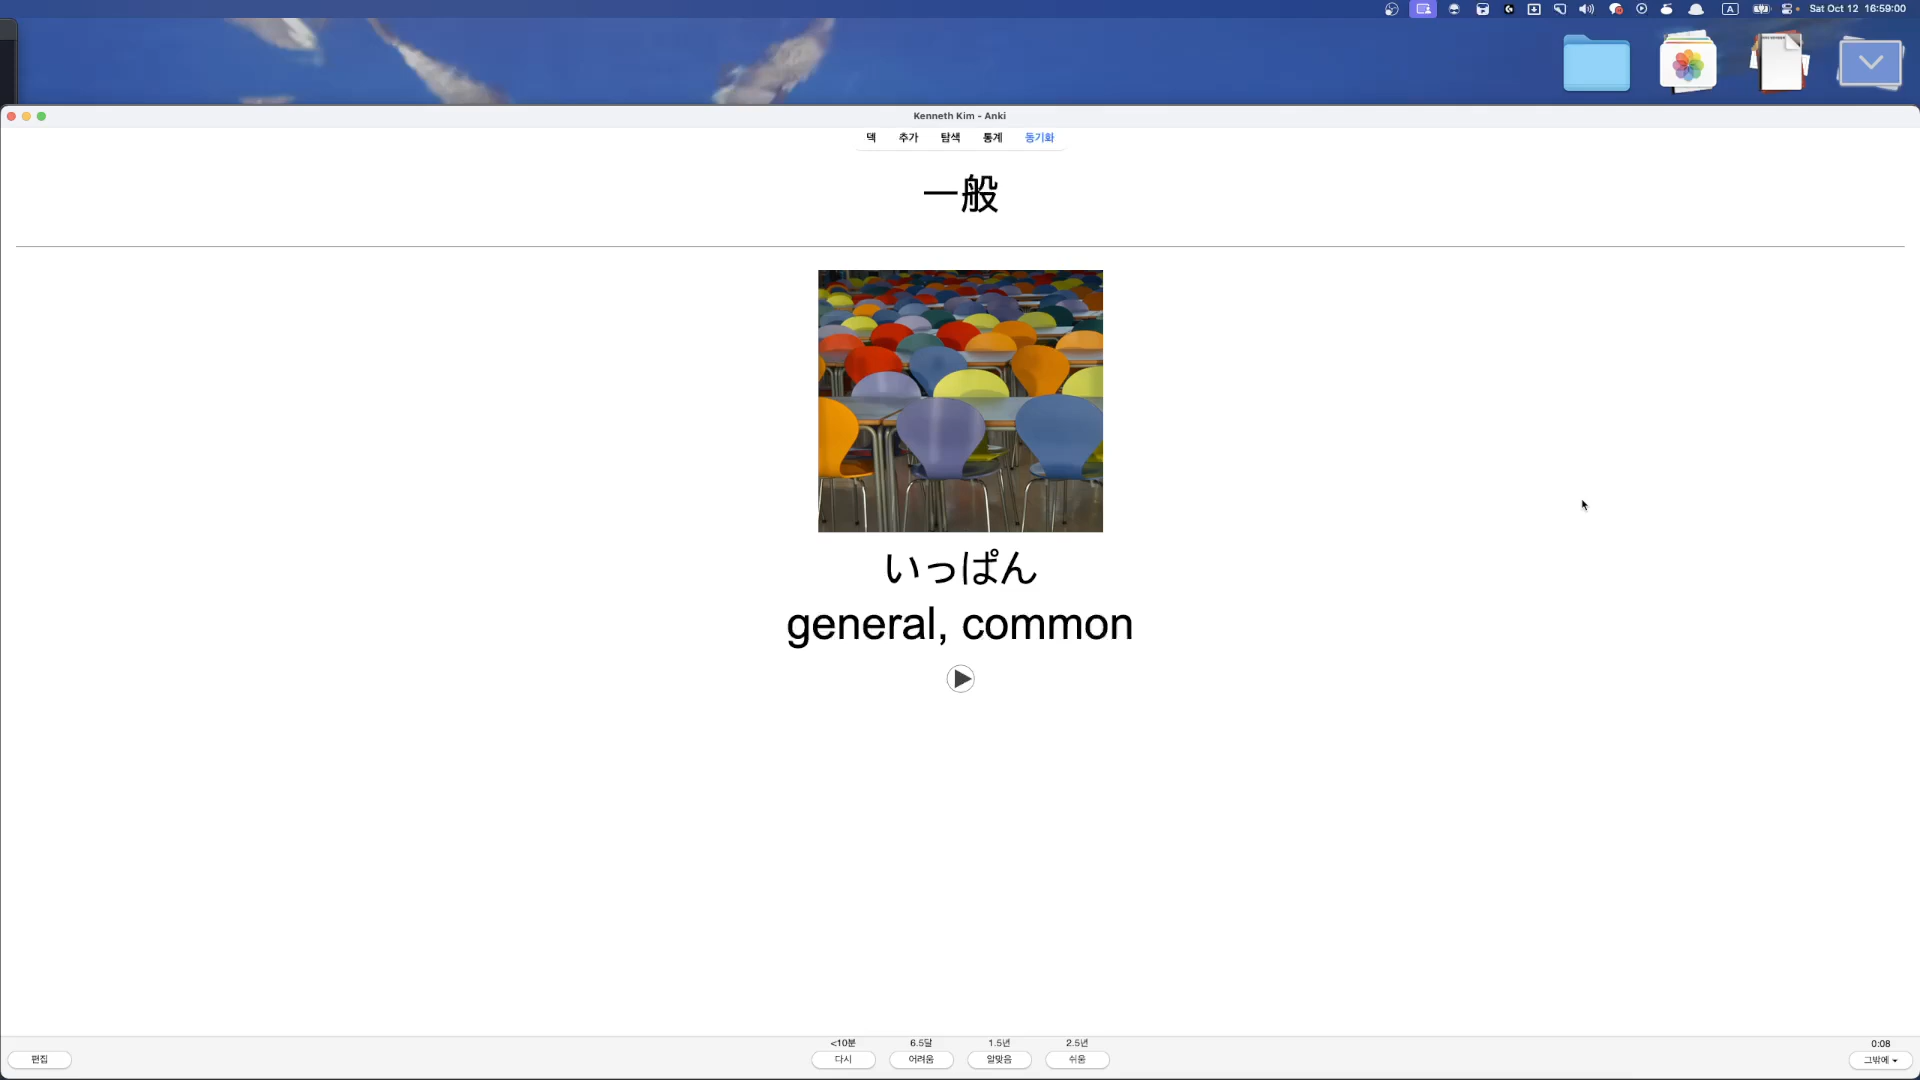 Sat Oct 12 16:59:00
Kenneth Kim - Anki
덱 추가 탐색 통계 동기화
一般
いっぱん
general, common
<10분 6.5달 1.5년 2.5년
편집 다시 어려움 알맞음 쉬움
0:08
그밖에